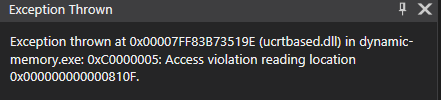 Exception Thrown
Exception thrown at 0x00007FF83B73519E (ucrtbased.dll) in dynamic-
memory.exe: 0xC0000005: Access violation reading location
0x000000000000810F.